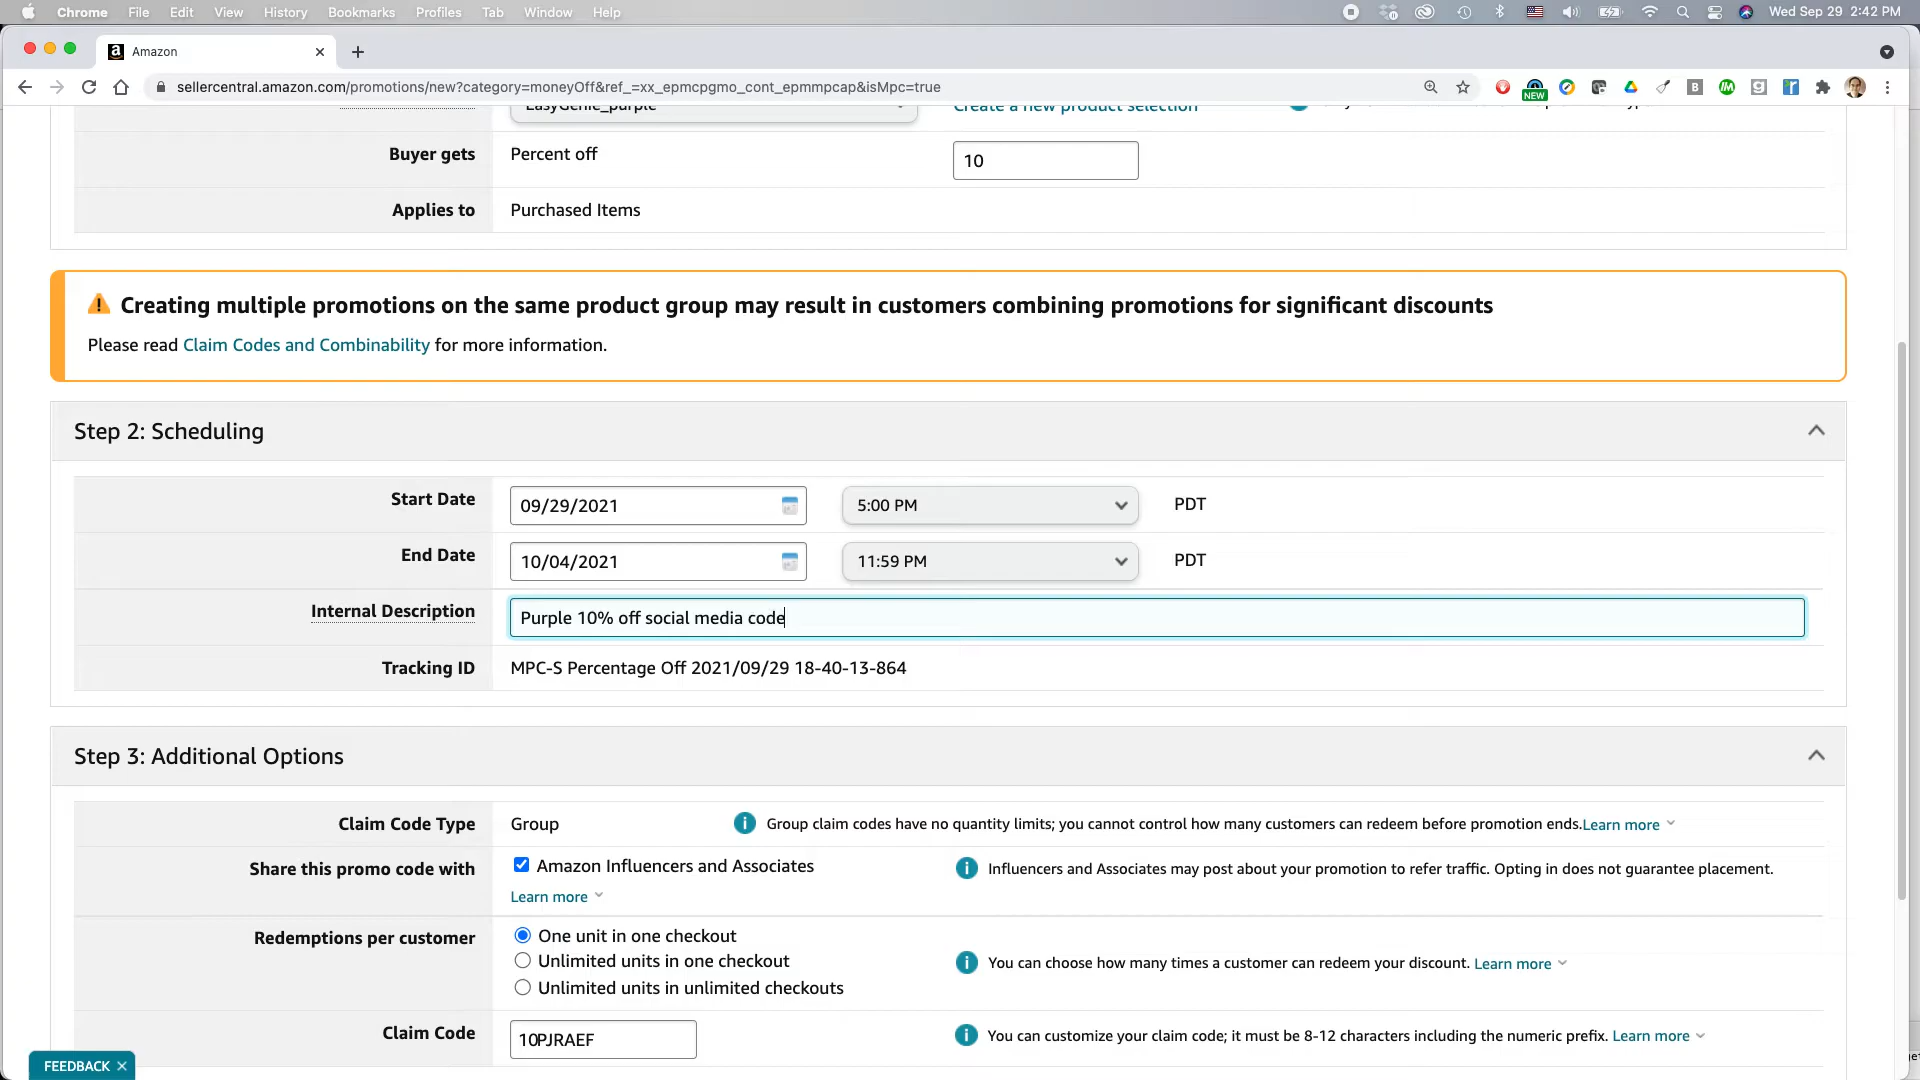 Chrome File Edit View History Bookmarks Profiles Tab Window Help Wed Sep 29 2:42 PM
Amazon
sellercentral.amazon.com/promotions/new?category=moneyOff&ref_=xx_epmcpgmo_cont_epmmpcap&isMpc=true
NEW
EasyGenie_purple Create a new product selection
Buyer gets Percent off 10
Applies to Purchased Items
Creating multiple promotions on the same product group may result in customers combining promotions for significant discounts
Please read Claim Codes and Combinability for more information.
Step 2: Scheduling
Start Date 09/29/2021 5:00 PM PDT
End Date 10/04/2021 11:59 PM PDT
Internal Description Purple 10% off social media code
Tracking ID MPC-S Percentage Off 2021/09/29 18-40-13-864
Step 3: Additional Options
Claim Code Type Group Group claim codes have no quantity limits; you cannot control how many customers can redeem before promotion ends. Learn more
Share this promo code with Amazon Influencers and Associates Influencers and Associates may post about your promotion to refer traffic. Opting in does not guarantee placement.
Learn more
Redemptions per customer One unit in one checkout
Unlimited units in one checkout You can choose how many times a customer can redeem your discount. Learn more
Unlimited units in unlimited checkouts
Claim Code 10PJRAEF You can customize your claim code; it must be 8-12 characters including the numeric prefix. Learn more
FEEDBACK